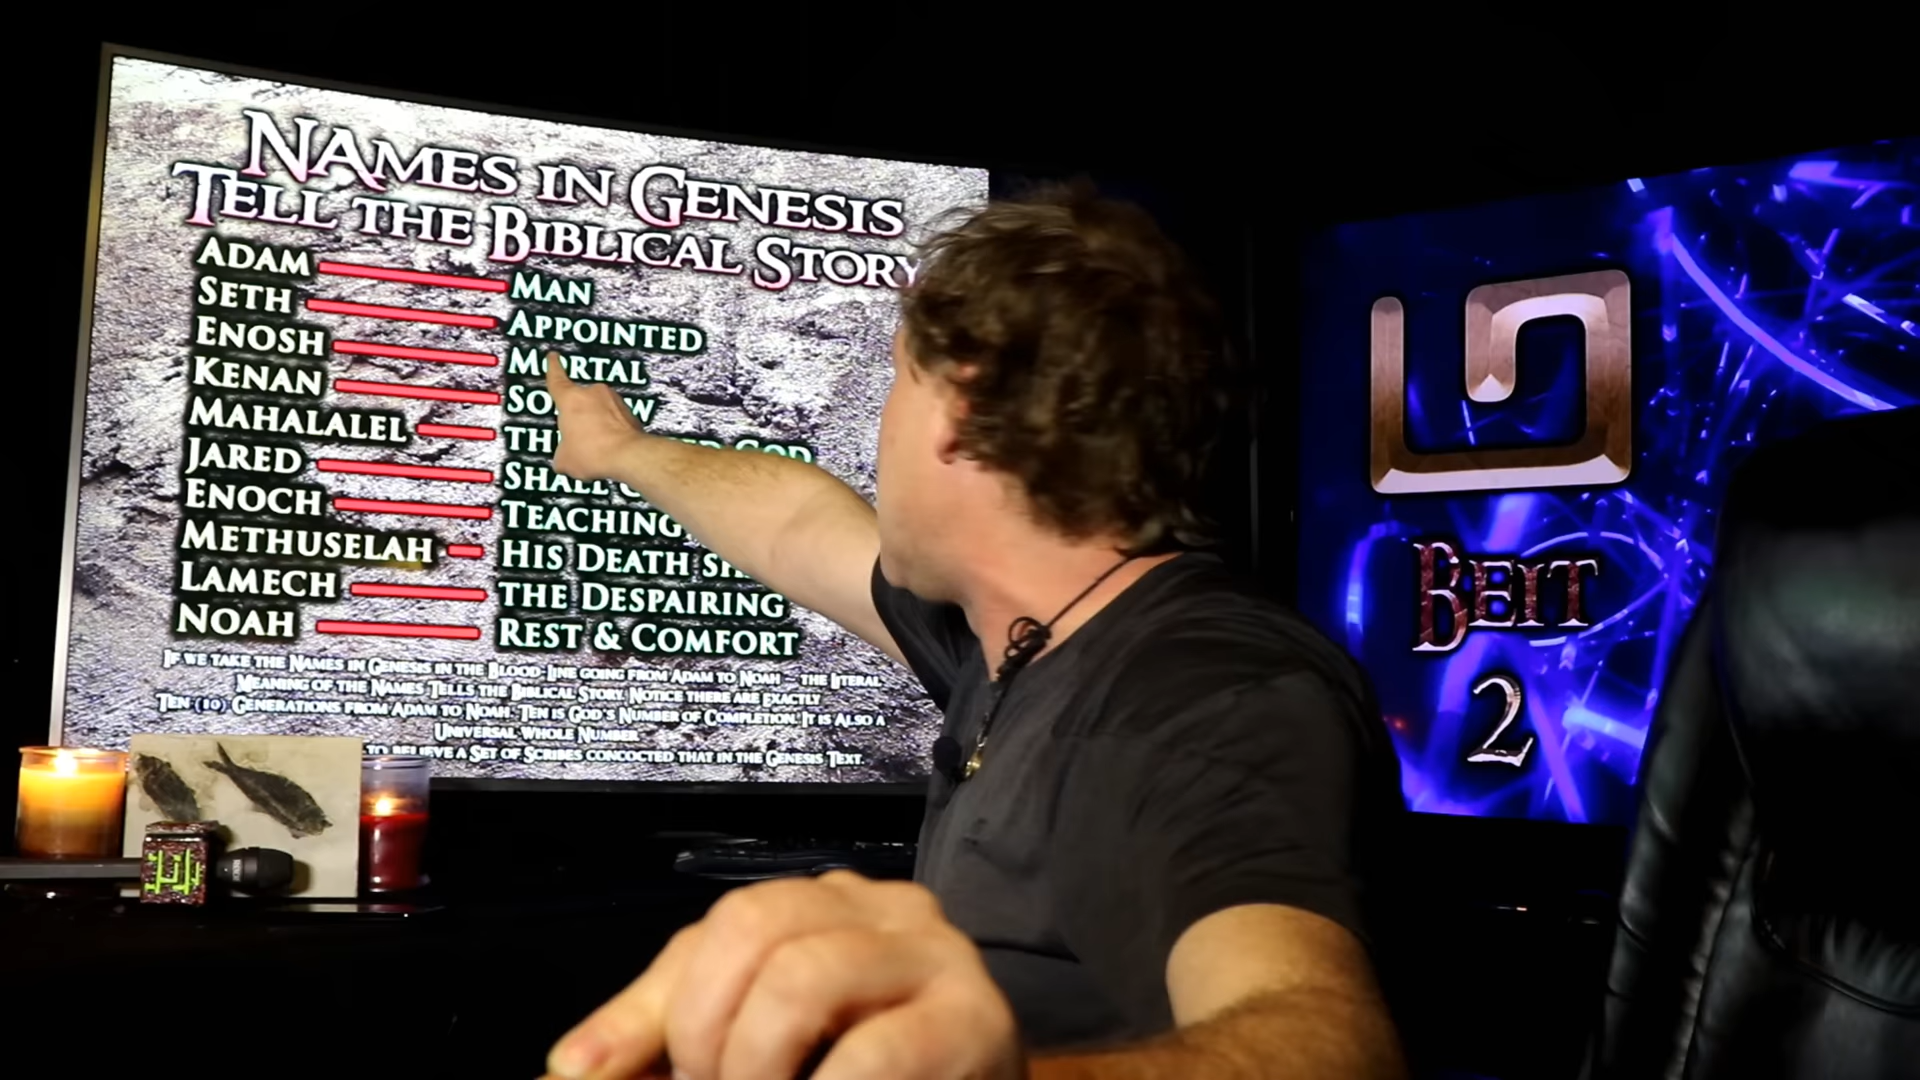 NAMES IN GENESIS
TELL THE BIBLICAL STORY
ADAM MAN
SETH APPOINTED
ENOSH MORTAL
KENAN
MAHALALEL GOD
JARED SHALL
ENOCH TEACHING
METHUSELAH HIS DEATH
LAMECH THE DESPAIRING
NOAH REST & COMFORT
IF WE TAKE THE NAMES IN GENESIS IN THE BLOOD-LINE GOING FROM ADAM TO NOAH THE LITERAL
MEANING OF THE NAMES TELLS THE BIBLICAL STORY. NOTICE THERE ARE EXACTLY
TEN (10) GENERATIONS FROM ADAM TO NOAH. TEN IS GOD'S NUMBER OF COMPLETION. IT IS ALSO A
UNIVERSAL WHOLE NUMBER
TO BELIEVE A SET OF SCRIBES CONCOCTED THAT IN THE GENESIS TEXT.
BEIT
2